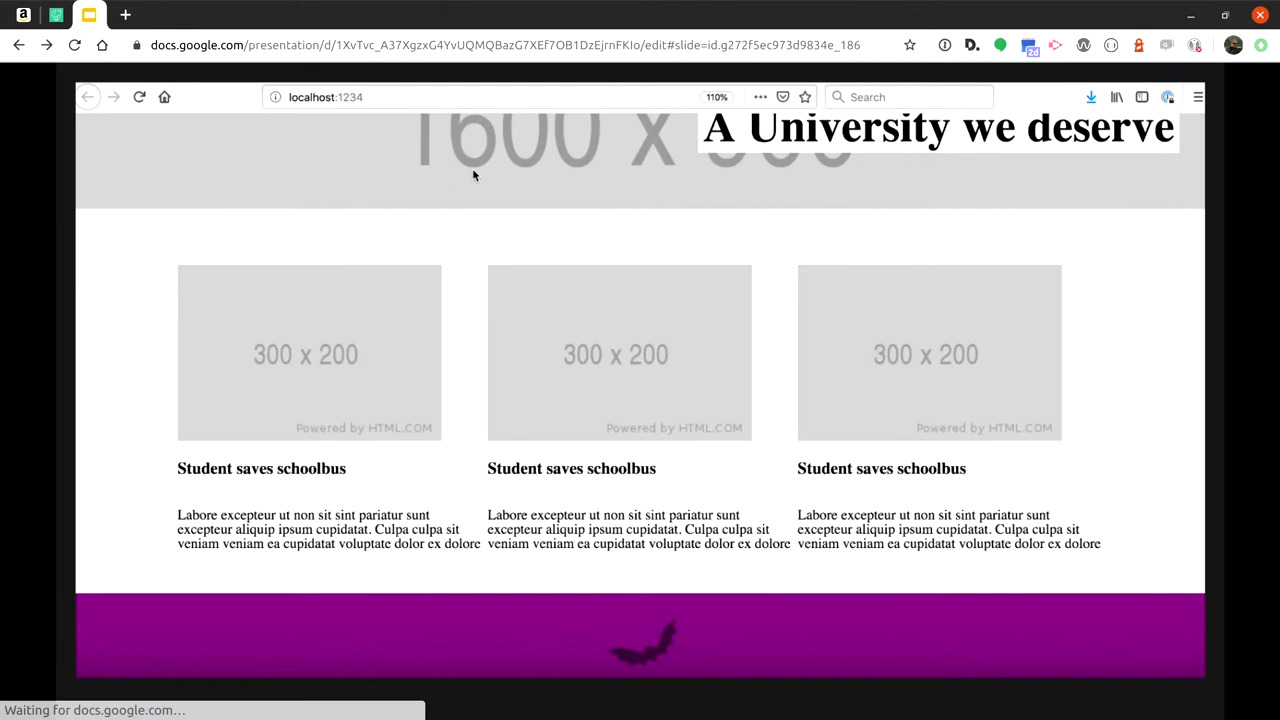 docs.google.com/presentation/d/1XvTvc_A37XgzxG4YvUQMQBazG7XEf7OB1DzEjrnFKIo/edit#slide=id.g272f5ec973d9834e_186
2d
localhost:1234
110%
Search
1600 x
A University we deserve
300 x 200
Powered by HTML.COM
300 x 200
Powered by HTML.COM
300 x 200
Powered by HTML.COM
Student saves schoolbus
Student saves schoolbus
Student saves schoolbus
Labore excepteur ut non sit sint pariatur sunt
excepteur aliquip ipsum cupidatat. Culpa culpa sit
veniam veniam ea cupidatat voluptate dolor ex dolore
Labore excepteur ut non sit sint pariatur sunt
excepteur aliquip ipsum cupidatat. Culpa culpa sit
veniam veniam ea cupidatat voluptate dolor ex dolore
Labore excepteur ut non sit sint pariatur sunt
excepteur aliquip ipsum cupidatat. Culpa culpa sit
veniam veniam ea cupidatat voluptate dolor ex dolore
Waiting for docs.google.com…